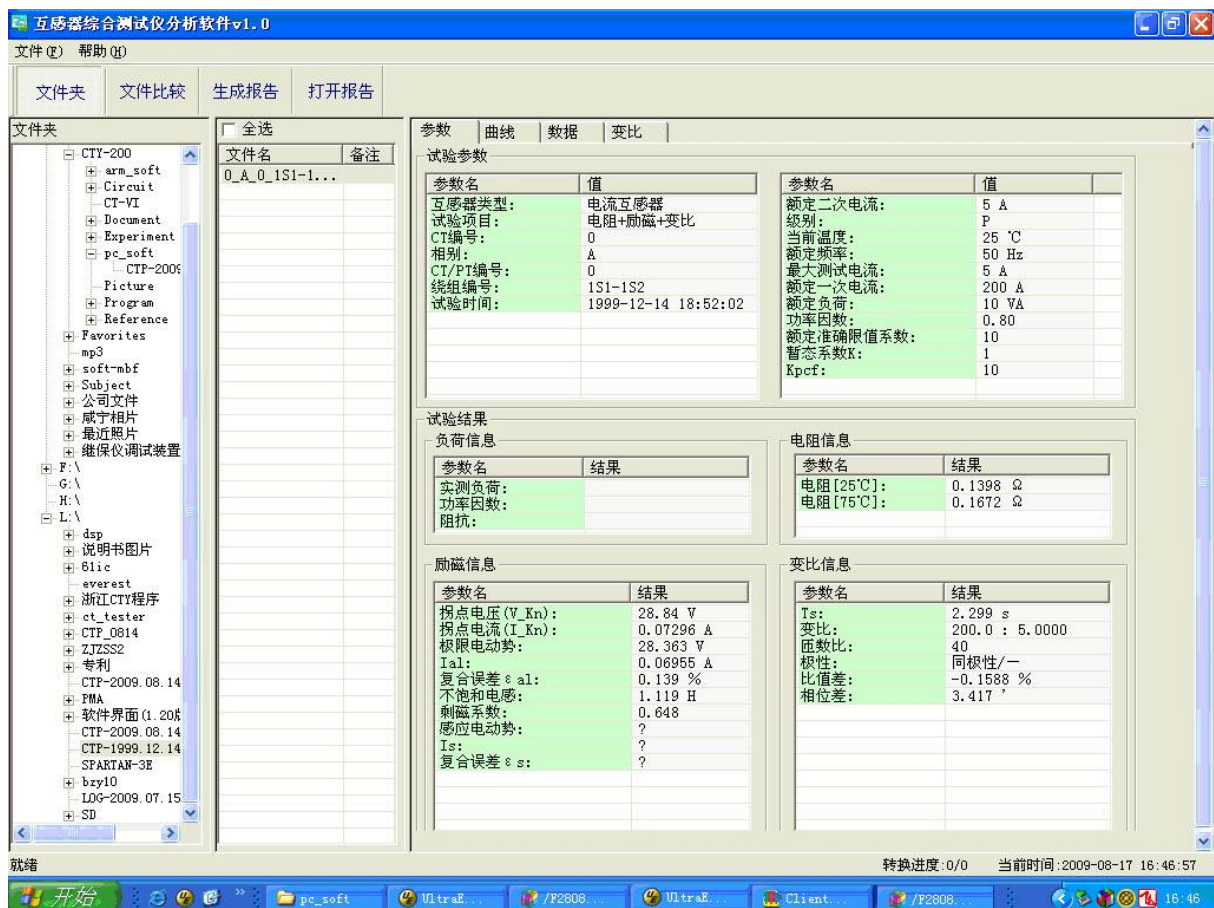 互感器综合测试仪分析软件v1.0
文件(F) 帮助(H)
文件夹 文件比较 生成报告 打开报告
文件夹
CTY-200
arm_soft
Circuit
CT-VI
Document
Experiment
pc_soft
CTP-2009
Picture
Program
Reference
Favorites
mp3
soft-mbf
Subject
公司文件
咸宁相片
最近照片
继保仪调试装置
F:\
G:\
H:\
L:\
dsp
说明书图片
61ic
everest
浙江CTY程序
ct_tester
CTP_0814
ZJZSS2
专利
CTP-2009.08.14
PMA
软件界面(1.20版
CTP-2009.08.14
CTP-1999.12.14
SPARTAN-3E
bzy10
LOG-2009.07.15
SD
全选
文件名 备注
0_A_0_1S1-1...
参数 曲线 数据 变比
试验参数
参数名 值
互感器类型: 电流互感器
试验项目: 电阻+励磁+变比
CT编号: 0
相别: A
CT/PT编号: 0
绕组编号: 1S1-1S2
试验时间: 1999-12-14 18:52:02
参数名 值
额定二次电流: 5 A
级别: P
当前温度: 25 ℃
额定频率: 50 Hz
最大测试电流: 5 A
额定一次电流: 200 A
额定负荷: 10 VA
功率因数: 0.80
额定准确限值系数: 10
暂态系数K: 1
Kpcf: 10
试验结果
负荷信息
参数名 结果
实测负荷:
功率因数:
阻抗:
电阻信息
参数名 结果
电阻[25℃]: 0.1398 Ω
电阻[75℃]: 0.1672 Ω
励磁信息
参数名 结果
拐点电压(V_Kn): 28.84 V
拐点电流(I_Kn): 0.07296 A
极限电动势: 28.363 V
Ial: 0.06955 A
复合误差εal: 0.139 %
不饱和电感: 1.119 H
剩磁系数: 0.648
感应电动势: ?
Is: ?
复合误差εs: ?
变比信息
参数名 结果
Ts: 2.299 s
变比: 200.0 : 5.0000
匝数比: 40
极性: 同极性/—
比值差: -0.1588 %
相位差: 3.417 '
就绪
转换进度:0/0 当前时间:2009-08-17 16:46:57
开始 pc_soft UltraE... /F2808... UltraE... Client... /F2808... 16:46